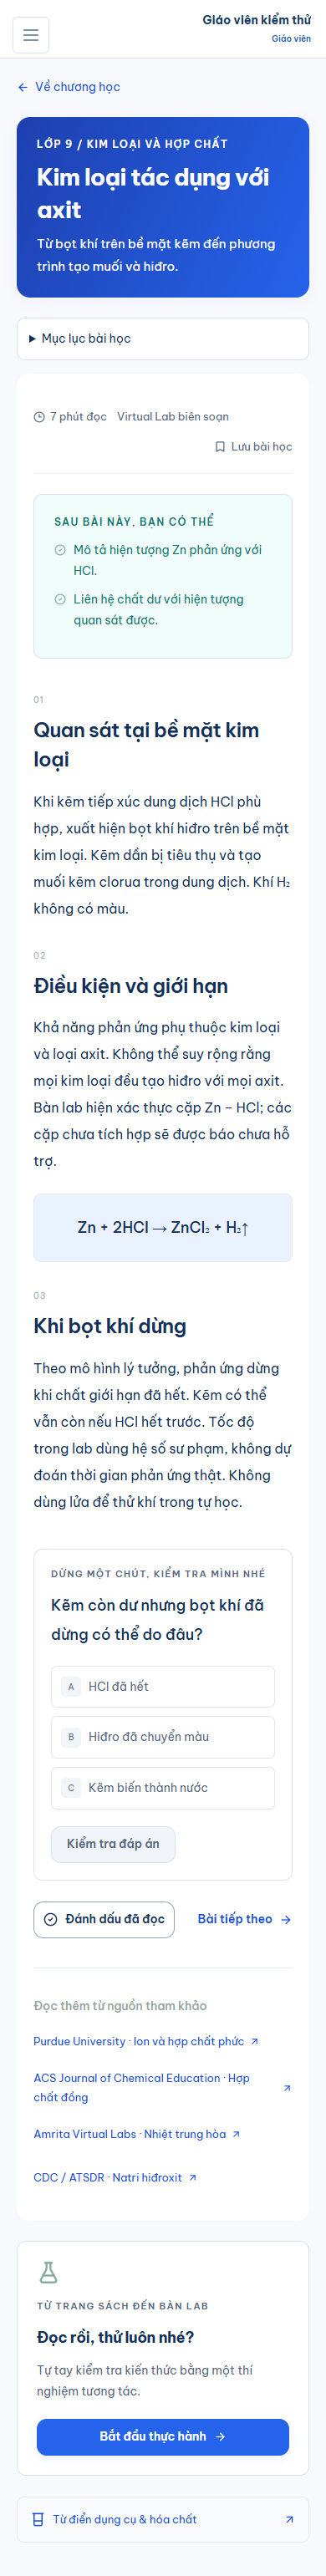 Giáo viên kiểm thử
Giáo viên
← Về chương học
LỚP 9 / KIM LOẠI VÀ HỢP CHẤT
Kim loại tác dụng với
axit
Từ bọt khí trên bề mặt kẽm đến phương
trình tạo muối và hiđro.
▶ Mục lục bài học
7 phút đọc Virtual Lab biên soạn
Lưu bài học
SAU BÀI NÀY, BẠN CÓ THỂ
Mô tả hiện tượng Zn phản ứng với
HCl.
Liên hệ chất dư với hiện tượng
quan sát được.
01
Quan sát tại bề mặt kim
loại
Khi kẽm tiếp xúc dung dịch HCl phù
hợp, xuất hiện bọt khí hiđro trên bề mặt
kim loại. Kẽm dần bị tiêu thụ và tạo
muối kẽm clorua trong dung dịch. Khí H₂
không có màu.
02
Điều kiện và giới hạn
Khả năng phản ứng phụ thuộc kim loại
và loại axit. Không thể suy rộng rằng
mọi kim loại đều tạo hiđro với mọi axit.
Bàn lab hiện xác thực cặp Zn – HCl; các
cặp chưa tích hợp sẽ được báo chưa hỗ
trợ.
Zn + 2HCl → ZnCl₂ + H₂↑
03
Khi bọt khí dừng
Theo mô hình lý tưởng, phản ứng dừng
khi chất giới hạn đã hết. Kẽm có thể
vẫn còn nếu HCl hết trước. Tốc độ
trong lab dùng hệ số sư phạm, không dự
đoán thời gian phản ứng thật. Không
dùng lửa để thử khí trong tự học.
DỪNG MỘT CHÚT, KIỂM TRA MÌNH NHÉ
Kẽm còn dư nhưng bọt khí đã
dừng có thể do đâu?
A HCl đã hết
B Hiđro đã chuyển màu
C Kẽm biến thành nước
Kiểm tra đáp án
Đánh dấu đã đọc Bài tiếp theo →
Đọc thêm từ nguồn tham khảo
Purdue University · Ion và hợp chất phức ↗
ACS Journal of Chemical Education · Hợp ↗
chất đồng
Amrita Virtual Labs · Nhiệt trung hòa ↗
CDC / ATSDR · Natri hiđroxit ↗
TỪ TRANG SÁCH ĐẾN BÀN LAB
Đọc rồi, thử luôn nhé?
Tự tay kiểm tra kiến thức bằng một thí
nghiệm tương tác.
Bắt đầu thực hành →
Từ điển dụng cụ & hóa chất ↗